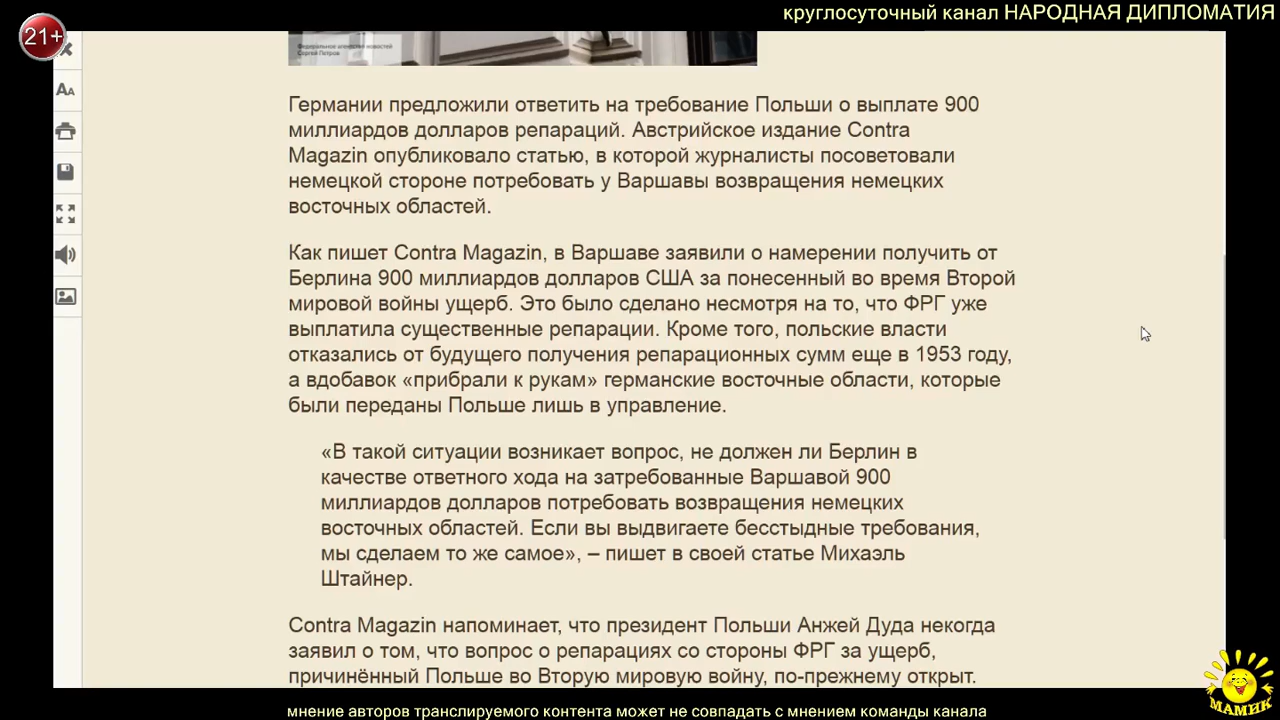 круглосуточный канал НАРОДНАЯ ДИПЛОМАТИЯ
21+
Федеральное агентство новостей
Сергей Петров
Германии предложили ответить на требование Польши о выплате 900
миллиардов долларов репараций. Австрийское издание Contra
Magazin опубликовало статью, в которой журналисты посоветовали
немецкой стороне потребовать у Варшавы возвращения немецких
восточных областей.
Как пишет Contra Magazin, в Варшаве заявили о намерении получить от
Берлина 900 миллиардов долларов США за понесенный во время Второй
мировой войны ущерб. Это было сделано несмотря на то, что ФРГ уже
выплатила существенные репарации. Кроме того, польские власти
отказались от будущего получения репарационных сумм еще в 1953 году,
а вдобавок «прибрали к рукам» германские восточные области, которые
были переданы Польше лишь в управление.
«В такой ситуации возникает вопрос, не должен ли Берлин в
качестве ответного хода на затребованные Варшавой 900
миллиардов долларов потребовать возвращения немецких
восточных областей. Если вы выдвигаете бесстыдные требования,
мы сделаем то же самое», – пишет в своей статье Михаэль
Штайнер.
Contra Magazin напоминает, что президент Польши Анжей Дуда некогда
заявил о том, что вопрос о репарациях со стороны ФРГ за ущерб,
причинённый Польше во Вторую мировую войну, по-прежнему открыт.
МАМИК
мнение авторов транслируемого контента может не совпадать с мнением команды канала